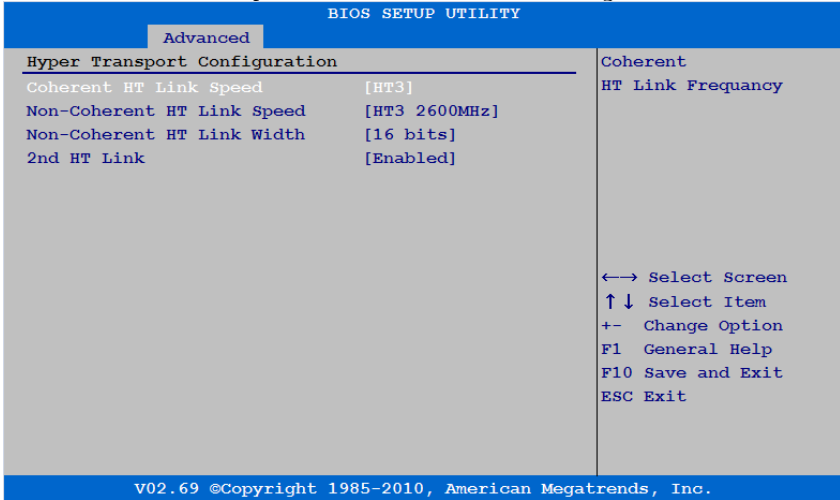 BIOS SETUP UTILITY
Advanced
Hyper Transport Configuration
Coherent HT Link Speed [HT3]
Non-Coherent HT Link Speed [HT3 2600MHz]
Non-Coherent HT Link Width [16 bits]
2nd HT Link [Enabled]
Coherent
HT Link Frequancy
←→ Select Screen
↑↓ Select Item
+- Change Option
F1 General Help
F10 Save and Exit
ESC Exit
V02.69 ©Copyright 1985-2010, American Megatrends, Inc.